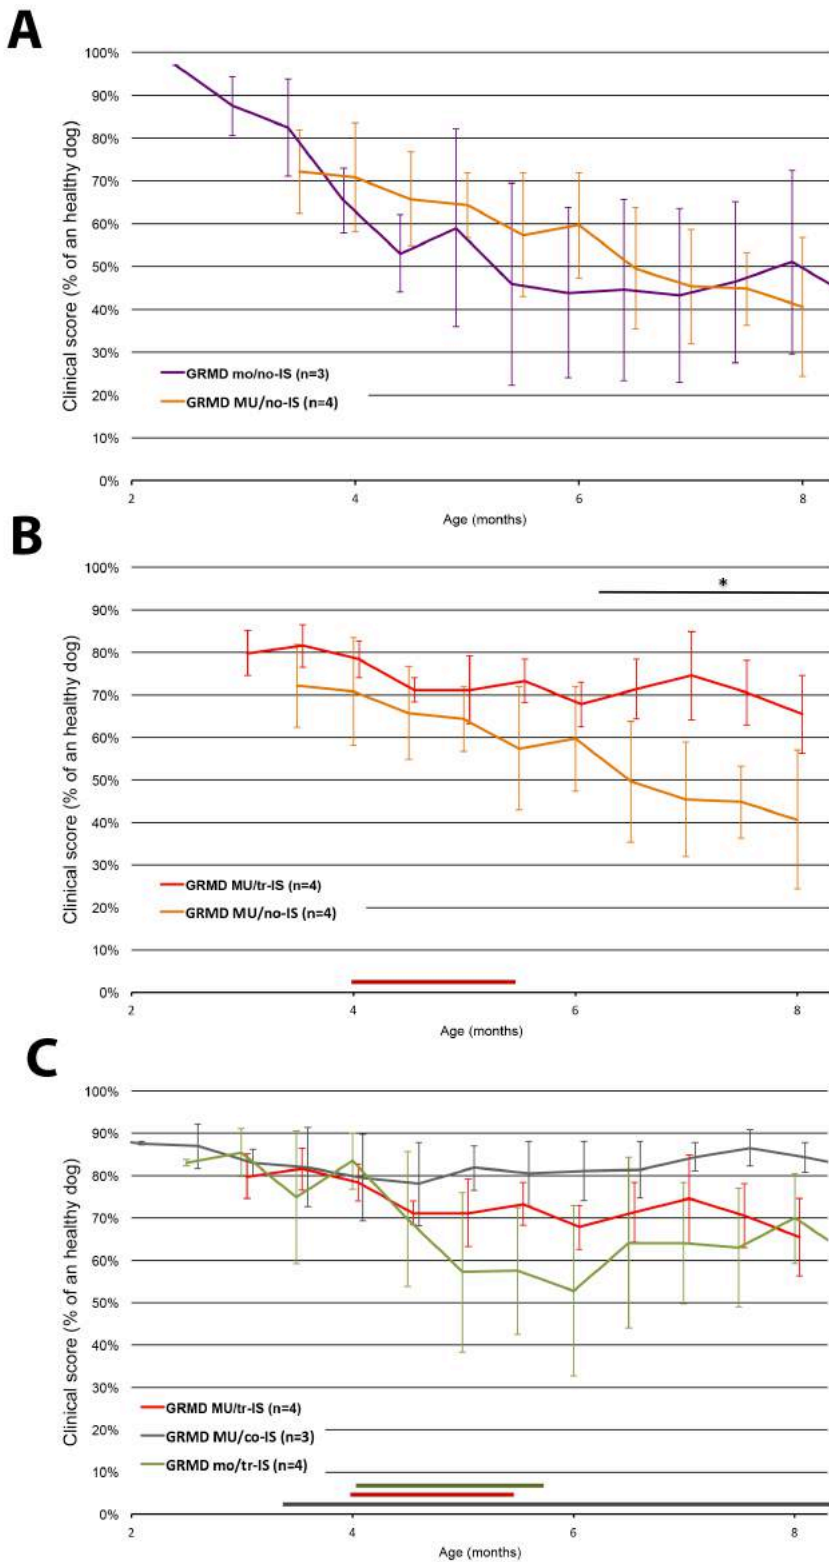 A
Clinical score (% of an healthy dog)
100%
90%
80%
70%
60%
50%
40%
30%
20%
10%
0%
GRMD mo/no-IS (n=3)
GRMD MU/no-IS (n=4)
2
4
6
8
Age (months)
B
Clinical score (% of an healthy dog)
100%
90%
80%
70%
60%
50%
40%
30%
20%
10%
0%
*
GRMD MU/tr-IS (n=4)
GRMD MU/no-IS (n=4)
2
4
6
8
Age (months)
C
Clinical score (% of an healthy dog)
100%
90%
80%
70%
60%
50%
40%
30%
20%
10%
0%
GRMD MU/tr-IS (n=4)
GRMD MU/co-IS (n=3)
GRMD mo/tr-IS (n=4)
2
4
6
8
Age (months)